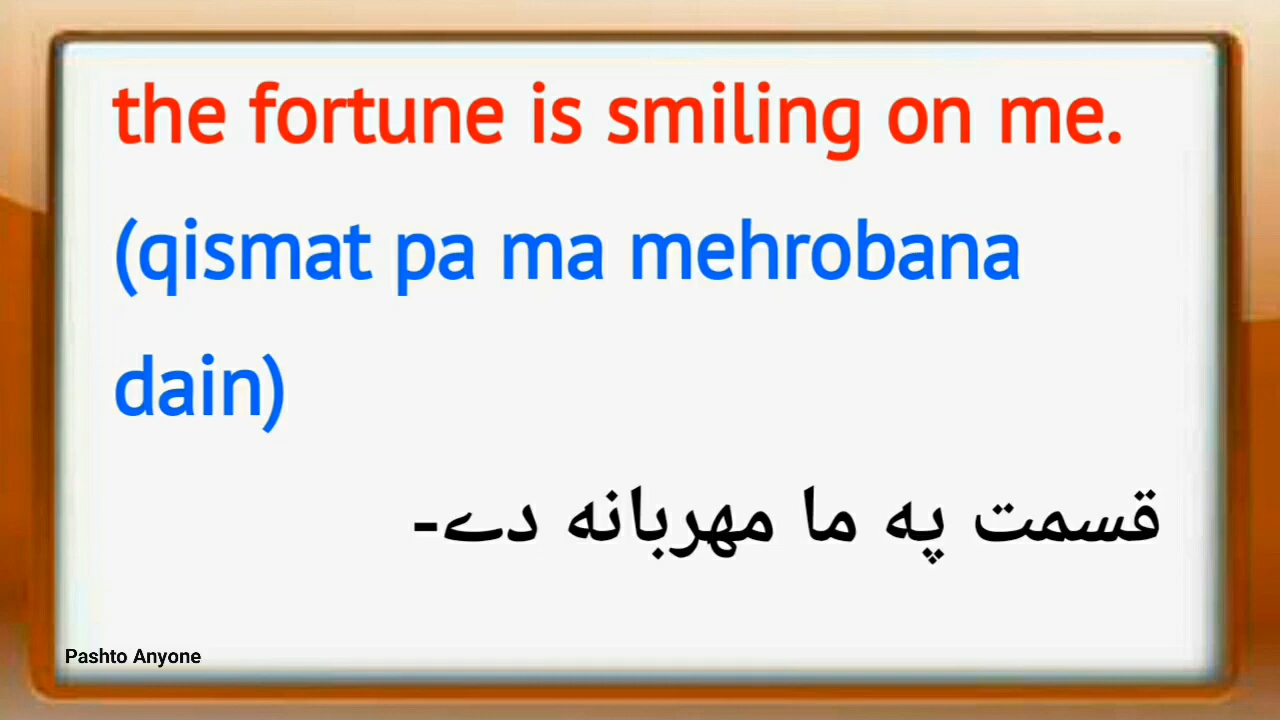 the fortune is smiling on me.
(qismat pa ma mehrobana
dain)
قسمت په ما مهربانه دے-
Pashto Anyone